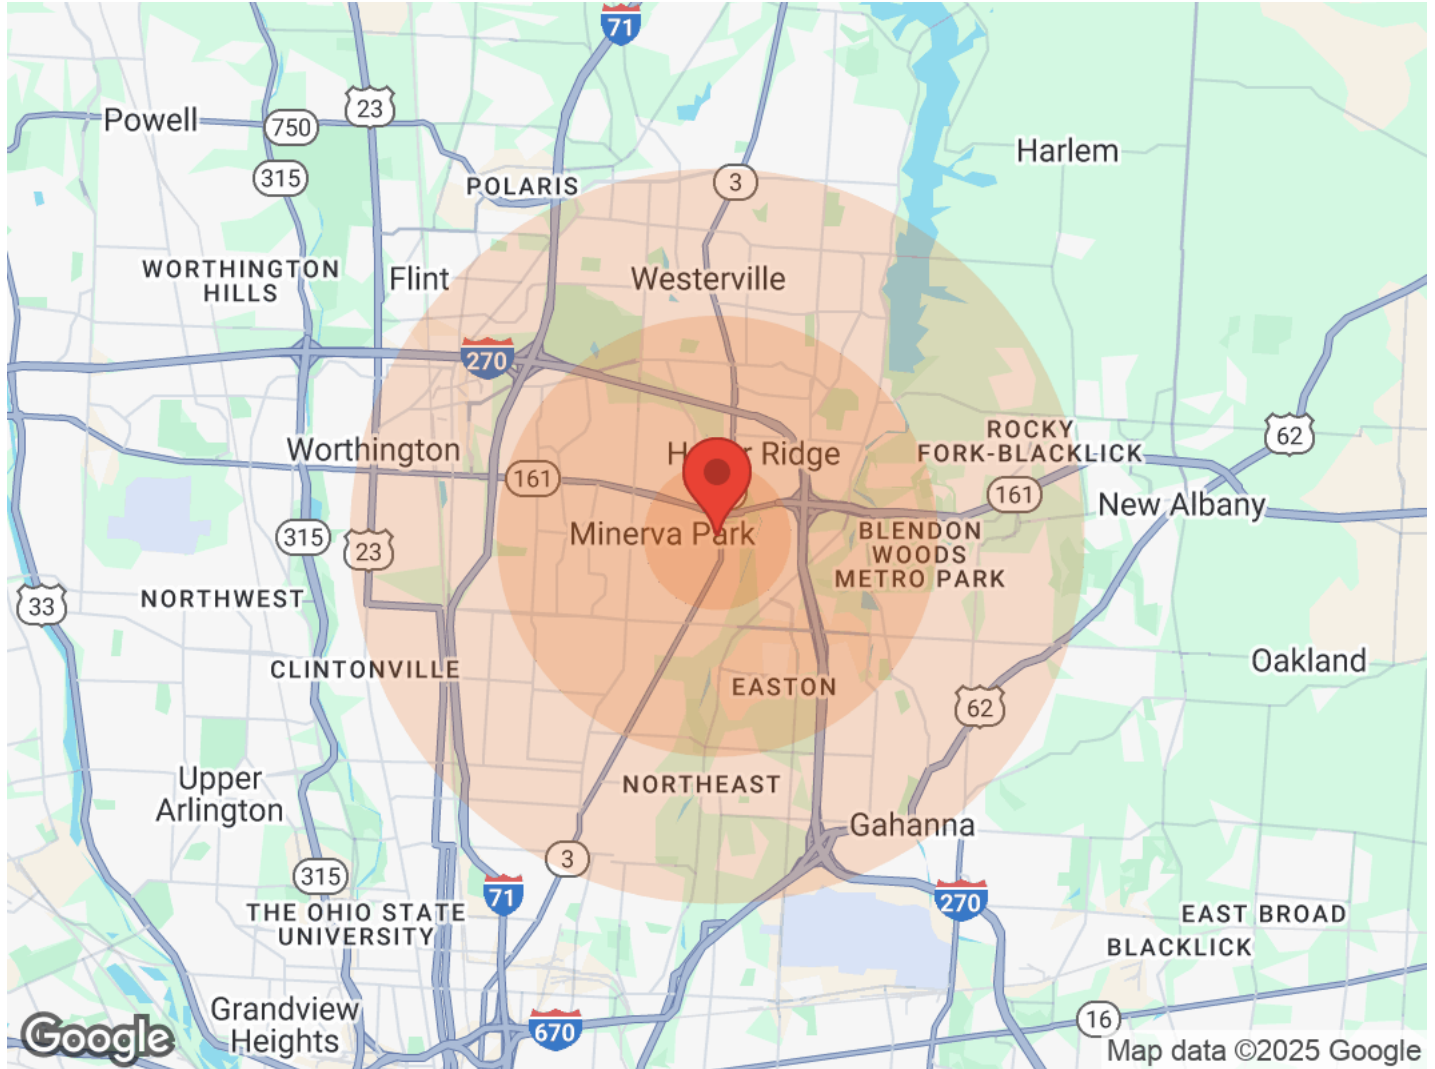 71
Powell
750
23
Harlem
315
POLARIS
3
WORTHINGTON
HILLS
Flint
Westerville
270
62
Worthington
Ridge
ROCKY
FORK-BLACKLICK
161
161
New Albany
Minerva Park
315
23
BLENDON
WOODS
METRO PARK
33
NORTHWEST
CLINTONVILLE
EASTON
Oakland
62
Upper
Arlington
NORTHEAST
Gahanna
3
315
71
270
THE OHIO STATE
UNIVERSITY
EAST BROAD
BLACKLICK
Grandview
Heights
670
16
Google
Map data ©2025 Google